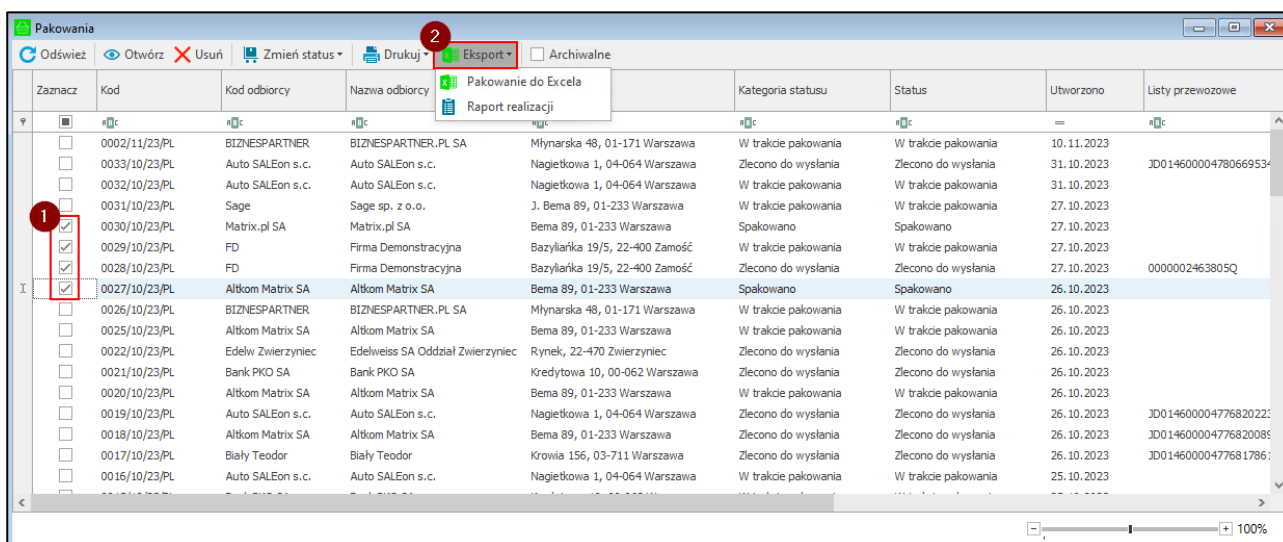 Pakowania
2
Odśwież Otwórz Usuń Zmień status Drukuj Eksport Archiwalne
Pakowanie do Excela
Raport realizacji
Zaznacz Kod Kod odbiorcy Nazwa odbiorcy Kategoria statusu Status Utworzono Listy przewozowe
0002/11/23/PL BIZNESPARTNER BIZNESPARTNER.PL SA Młynarska 48, 01-171 Warszawa W trakcie pakowania W trakcie pakowania 10.11.2023
0033/10/23/PL Auto SALEon s.c. Auto SALEon s.c. Nagietkowa 1, 04-064 Warszawa Zlecono do wysłania Zlecono do wysłania 31.10.2023 JD014600004780669534
0032/10/23/PL Auto SALEon s.c. Auto SALEon s.c. Nagietkowa 1, 04-064 Warszawa W trakcie pakowania W trakcie pakowania 31.10.2023
0031/10/23/PL Sage Sage sp. z o.o. J. Bema 89, 01-233 Warszawa W trakcie pakowania W trakcie pakowania 27.10.2023
1
0030/10/23/PL Matrix.pl SA Matrix.pl SA Bema 89, 01-233 Warszawa Spakowano Spakowano 27.10.2023
0029/10/23/PL FD Firma Demonstracyjna Bazyliańka 19/5, 22-400 Zamość W trakcie pakowania W trakcie pakowania 27.10.2023
0028/10/23/PL FD Firma Demonstracyjna Bazyliańka 19/5, 22-400 Zamość Zlecono do wysłania Zlecono do wysłania 27.10.2023 0000002463805Q
0027/10/23/PL Altkom Matrix SA Altkom Matrix SA Bema 89, 01-233 Warszawa Spakowano Spakowano 26.10.2023
0026/10/23/PL BIZNESPARTNER BIZNESPARTNER.PL SA Młynarska 48, 01-171 Warszawa W trakcie pakowania W trakcie pakowania 26.10.2023
0025/10/23/PL Altkom Matrix SA Altkom Matrix SA Bema 89, 01-233 Warszawa Zlecono do wysłania Zlecono do wysłania 26.10.2023
0022/10/23/PL Edelw Zwierzyniec Edelweiss SA Oddział Zwierzyniec Rynek, 22-470 Zwierzyniec Zlecono do wysłania Zlecono do wysłania 26.10.2023
0021/10/23/PL Bank PKO SA Bank PKO SA Kredytowa 10, 00-062 Warszawa Zlecono do wysłania Zlecono do wysłania 26.10.2023
0020/10/23/PL Altkom Matrix SA Altkom Matrix SA Bema 89, 01-233 Warszawa W trakcie pakowania W trakcie pakowania 26.10.2023
0019/10/23/PL Auto SALEon s.c. Auto SALEon s.c. Nagietkowa 1, 04-064 Warszawa Zlecono do wysłania Zlecono do wysłania 26.10.2023 JD014600004776820223
0018/10/23/PL Altkom Matrix SA Altkom Matrix SA Bema 89, 01-233 Warszawa Zlecono do wysłania Zlecono do wysłania 26.10.2023 JD014600004776820089
0017/10/23/PL Biały Teodor Biały Teodor Krowia 156, 03-711 Warszawa Zlecono do wysłania Zlecono do wysłania 26.10.2023 JD014600004776817861
0016/10/23/PL Auto SALEon s.c. Auto SALEon s.c. Nagietkowa 1, 04-064 Warszawa W trakcie pakowania W trakcie pakowania 25.10.2023
100%